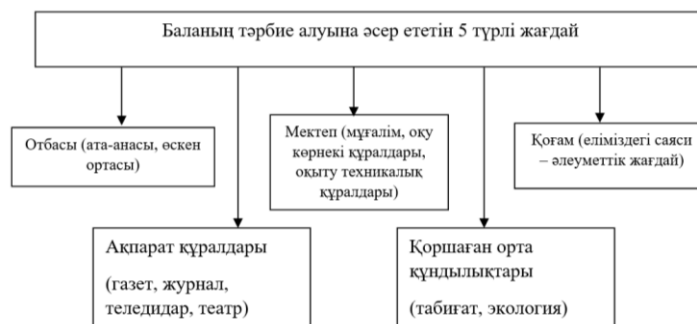 Баланың тәрбие алуына әсер ететін 5 түрлі жағдай
Отбасы (ата-анасы, өскен
ортасы)
Мектеп (мұғалім, оқу
көрнекі құралдары,
оқыту техникалық
құралдары)
Қоғам (еліміздегі саяси
– әлеуметтік жағдай)
Ақпарат құралдары
(газет, журнал,
теледидар, театр)
Қоршаған орта
құндылықтары
(табиғат, экология)